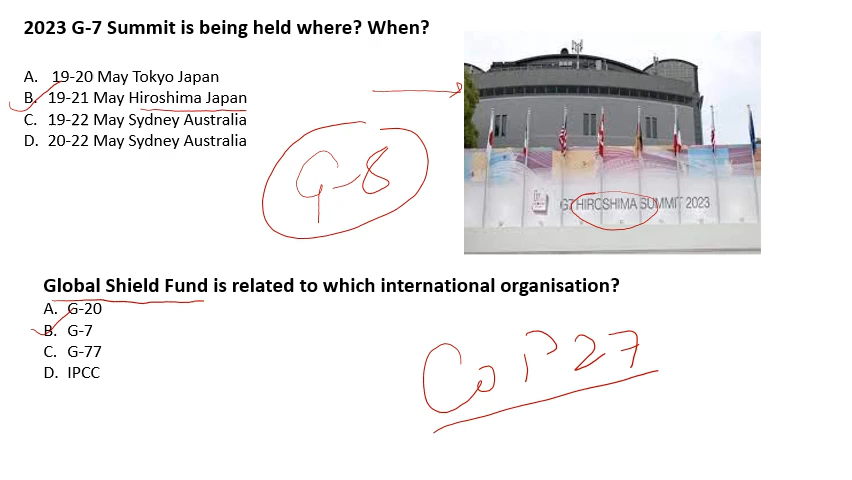 2023 G-7 Summit is being held where? When?
A. 19-20 May Tokyo Japan
B. 19-21 May Hiroshima Japan
C. 19-22 May Sydney Australia
D. 20-22 May Sydney Australia
G-8
G7 HIROSHIMA SUMMIT 2023
Global Shield Fund is related to which international organisation?
A. G-20
B. G-7
C. G-77
D. IPCC
CoP27